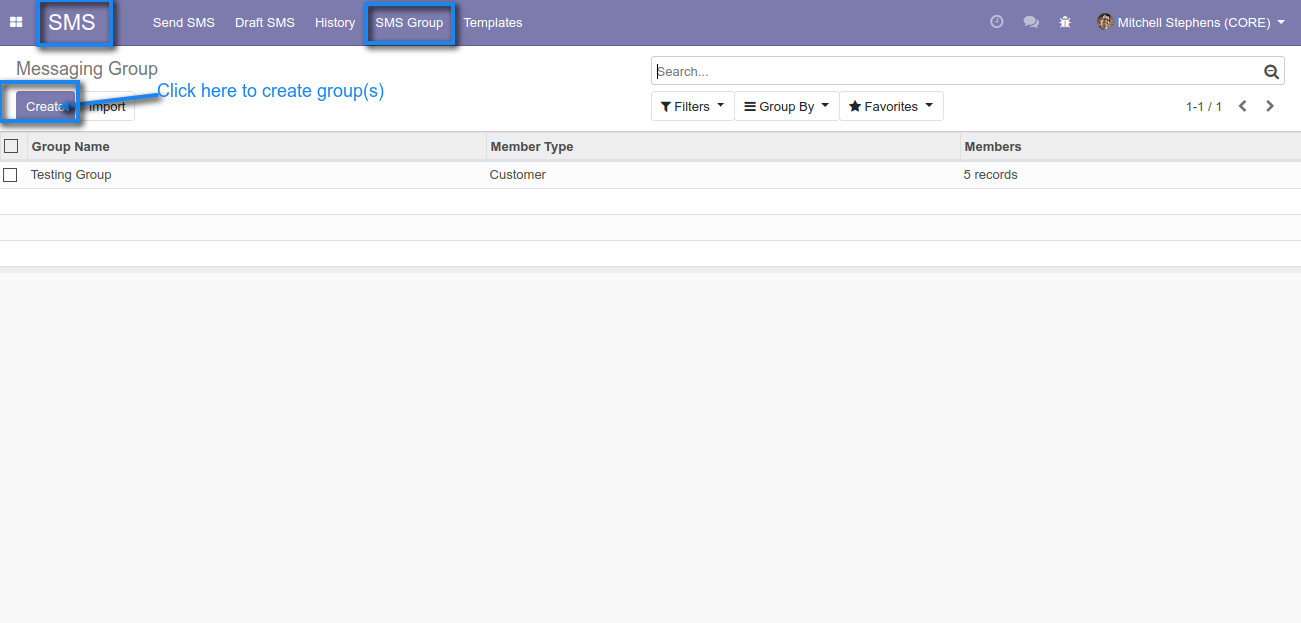 SMS Send SMS Draft SMS History SMS Group Templates Mitchell Stephens (CORE)
Messaging Group
Search...
Click here to create group(s)
Create Import Filters Group By Favorites 1-1 / 1
Group Name Member Type Members
Testing Group Customer 5 records